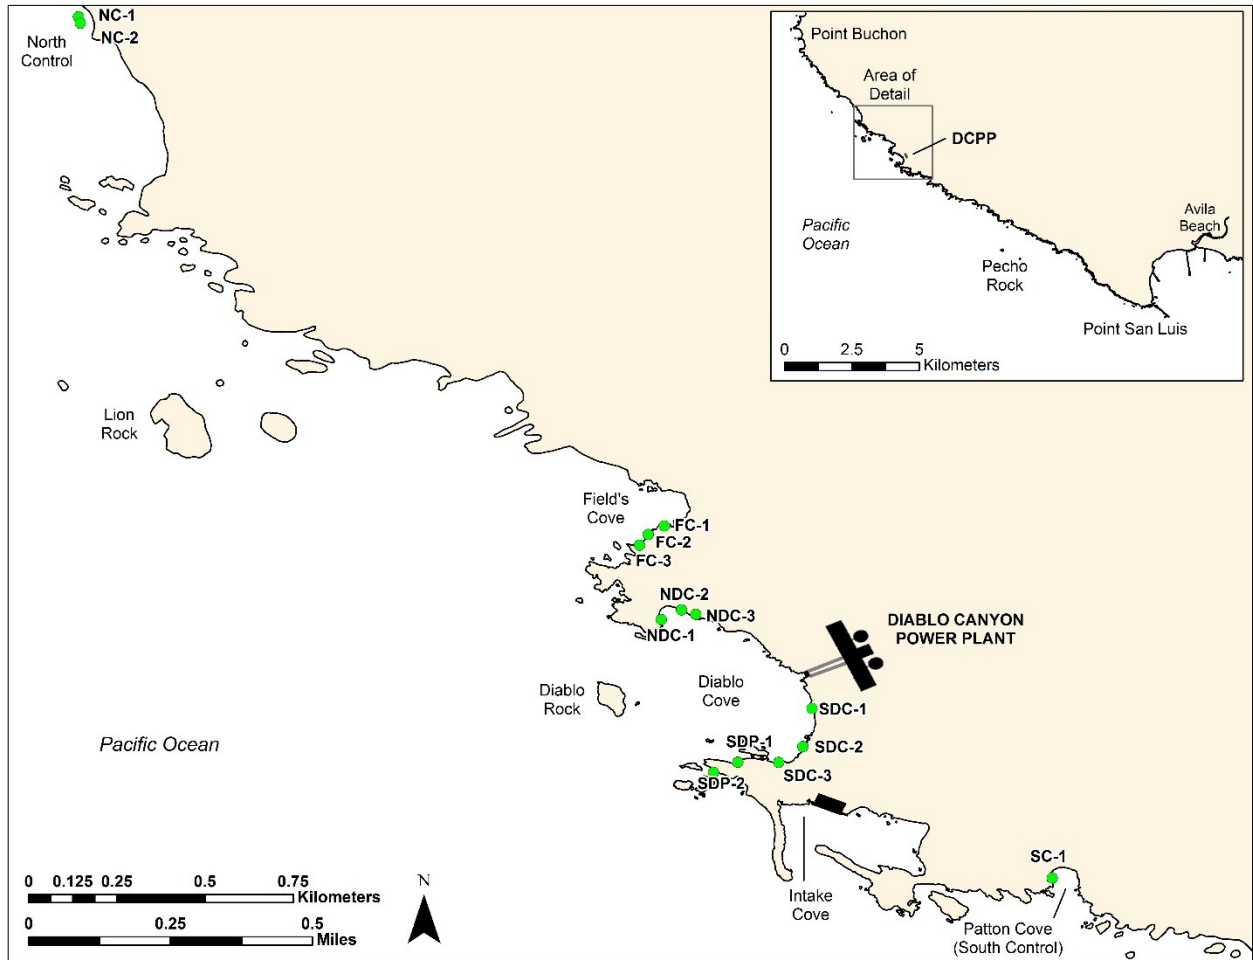 NC-1
NC-2
North
Control
Point Buchon
Area of
Detail
DCPP
Pacific
Ocean
Avila
Beach
Pecho
Rock
Point San Luis
0 2.5 5
Kilometers
Lion
Rock
Field's
Cove
FC-1
FC-2
FC-3
NDC-2
NDC-3
NDC-1
DIABLO CANYON
POWER PLANT
Diablo
Rock
Diablo
Cove
SDC-1
Pacific Ocean
SDP-1
SDC-2
SDC-3
SDP-2
SC-1
0 0.125 0.25 0.5 0.75
Kilometers
0 0.25 0.5
Miles
N
Intake
Cove
Patton Cove
(South Control)